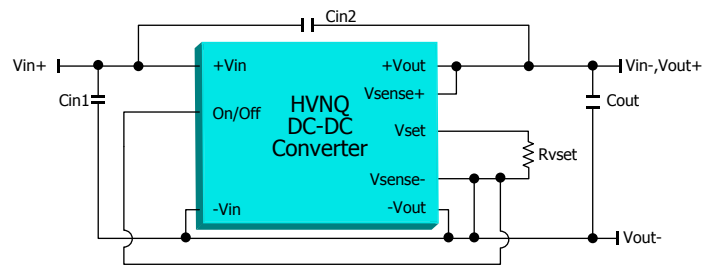 Cin2
Vin+
+Vin
+Vout
Vin-,Vout+
Vsense+
Cin1
HVNQ
DC-DC
Converter
On/Off
Cout
Vset
Rvset
Vsense-
-Vin
-Vout
Vout-